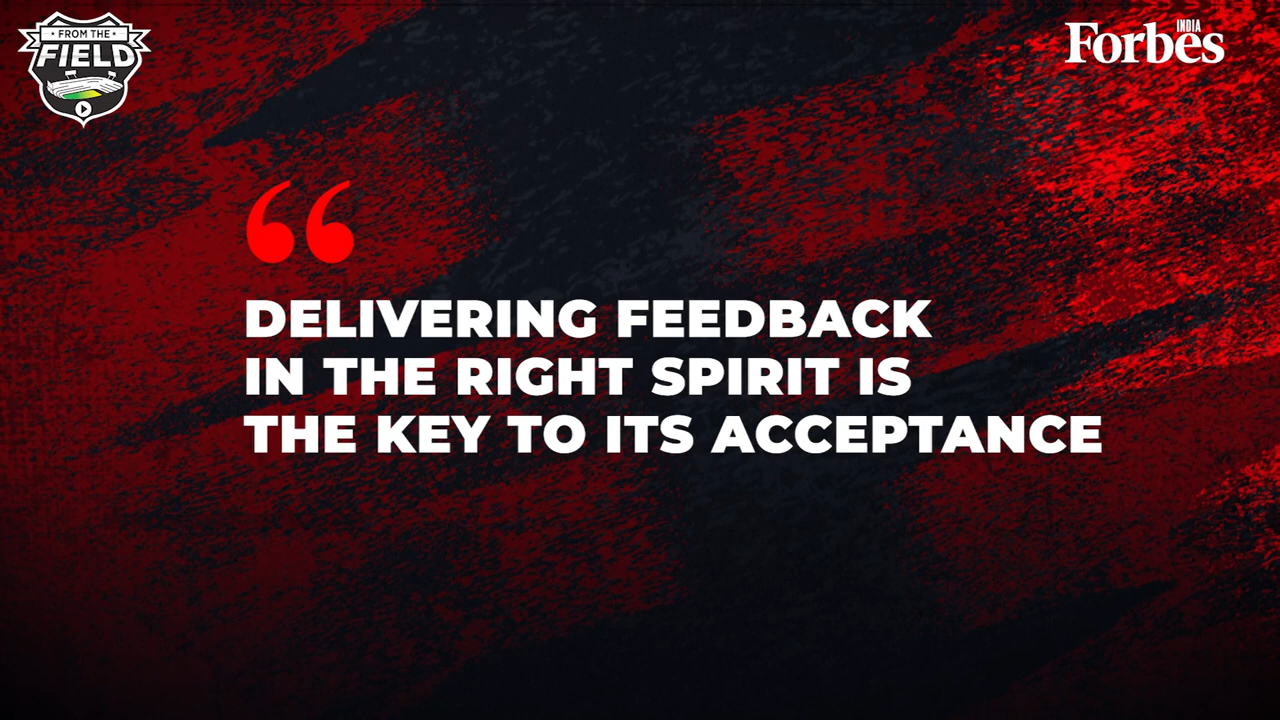 FROM THE
FIELD
INDIA
Forbes
“
DELIVERING FEEDBACK
IN THE RIGHT SPIRIT IS
THE KEY TO ITS ACCEPTANCE